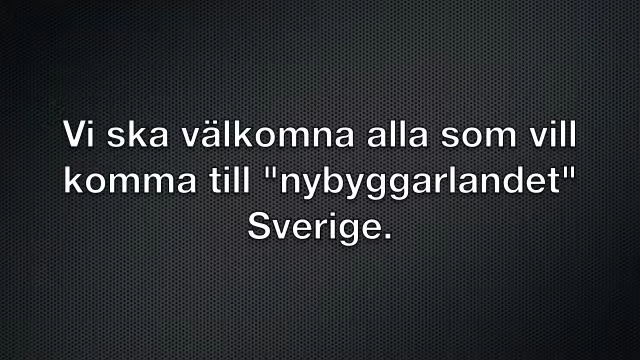 Vi ska välkomna alla som vill
komma till "nybyggarlandet"
Sverige.